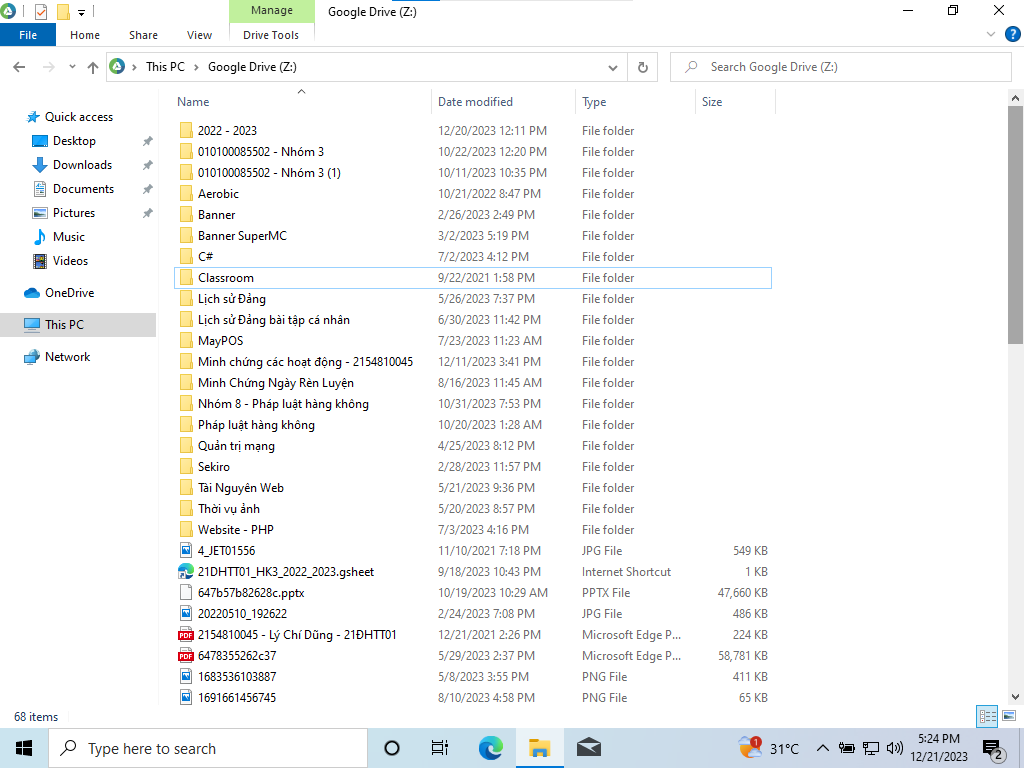 Manage
Google Drive (Z:)
File
Home
Share
View
Drive Tools
This PC
Google Drive (Z:)
Search Google Drive (Z:)
Name
Date modified
Type
Size
Quick access
Desktop
Downloads
Documents
Pictures
Music
Videos
OneDrive
This PC
Network
2022 - 2023 12/20/2023 12:11 PM File folder
010100085502 - Nhóm 3 10/22/2023 12:20 PM File folder
010100085502 - Nhóm 3 (1) 10/11/2023 10:35 PM File folder
Aerobic 10/21/2022 8:47 PM File folder
Banner 2/26/2023 2:49 PM File folder
Banner SuperMC 3/2/2023 5:19 PM File folder
C# 7/2/2023 4:12 PM File folder
Classroom 9/22/2021 1:58 PM File folder
Lịch sử Đảng 5/26/2023 7:37 PM File folder
Lịch sử Đảng bài tập cá nhân 6/30/2023 11:42 PM File folder
MayPOS 7/23/2023 11:23 AM File folder
Minh chứng các hoạt động - 2154810045 12/11/2023 3:41 PM File folder
Minh Chứng Ngày Rèn Luyện 8/16/2023 11:45 AM File folder
Nhóm 8 - Pháp luật hàng không 10/31/2023 7:53 PM File folder
Pháp luật hàng không 10/20/2023 1:28 AM File folder
Quản trị mạng 4/25/2023 8:12 PM File folder
Sekiro 2/28/2023 11:57 PM File folder
Tài Nguyên Web 5/21/2023 9:36 PM File folder
Thời vụ ảnh 5/20/2023 8:57 PM File folder
Website - PHP 7/3/2023 4:16 PM File folder
4_JET01556 11/10/2021 7:18 PM JPG File 549 KB
21DHTT01_HK3_2022_2023.gsheet 9/18/2023 10:43 PM Internet Shortcut 1 KB
647b57b82628c.pptx 10/19/2023 10:29 AM PPTX File 47,660 KB
20220510_192622 2/24/2023 7:08 PM JPG File 486 KB
2154810045 - Lý Chí Dũng - 21ĐHTT01 12/21/2021 2:26 PM Microsoft Edge P... 224 KB
6478355262c37 5/29/2023 2:37 PM Microsoft Edge P... 58,781 KB
1683536103887 5/8/2023 3:55 PM PNG File 411 KB
1691661456745 8/10/2023 4:58 PM PNG File 65 KB
68 items
Type here to search
1
31°C
5:24 PM
12/21/2023
2